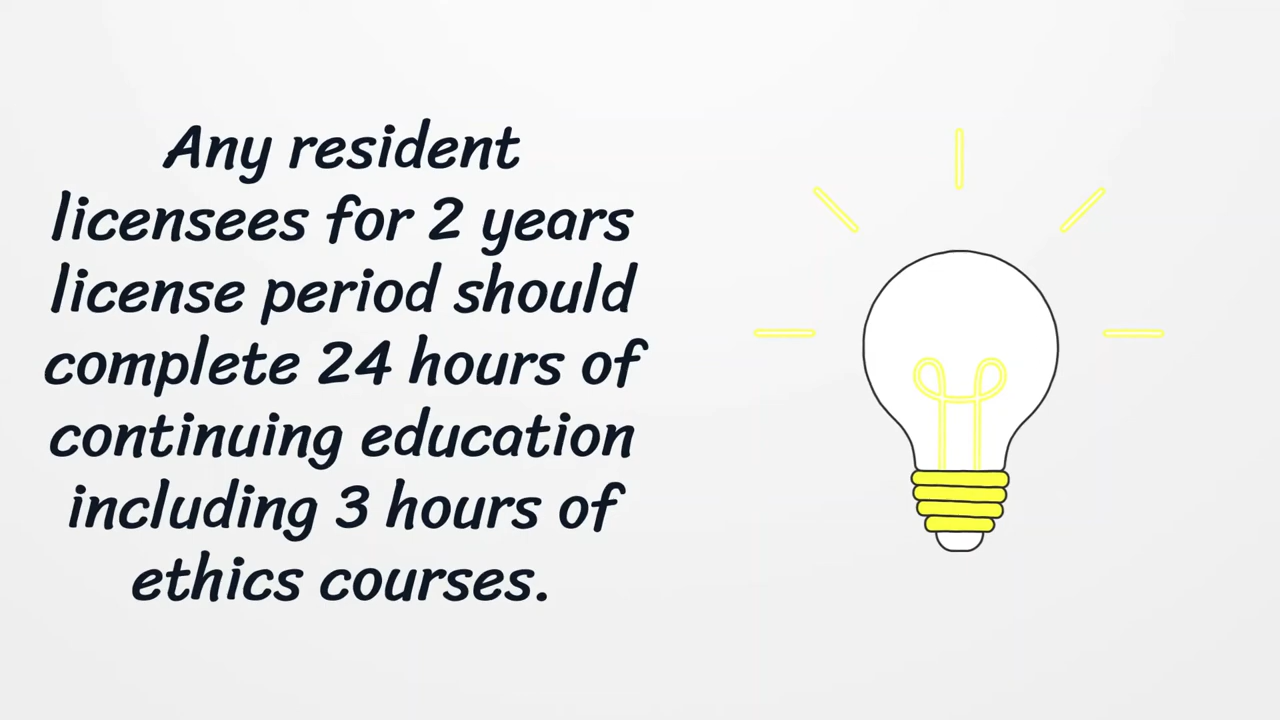 Any resident
licensees for 2 years
license period should
complete 24 hours of
continuing education
including 3 hours of
ethics courses.